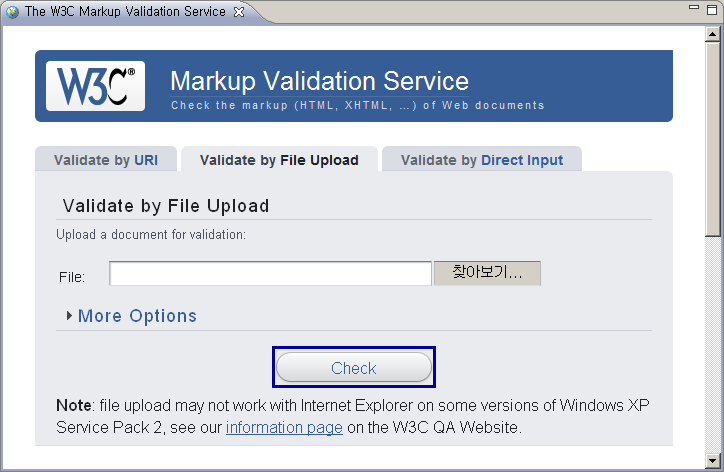 The W3C Markup Validation Service
W3C®
Markup Validation Service
Check the markup (HTML, XHTML, …) of Web documents
Validate by URI
Validate by File Upload
Validate by Direct Input
Validate by File Upload
Upload a document for validation:
File:
찾아보기...
More Options
Check
Note: file upload may not work with Internet Explorer on some versions of Windows XP
Service Pack 2, see our information page on the W3C QA Website.